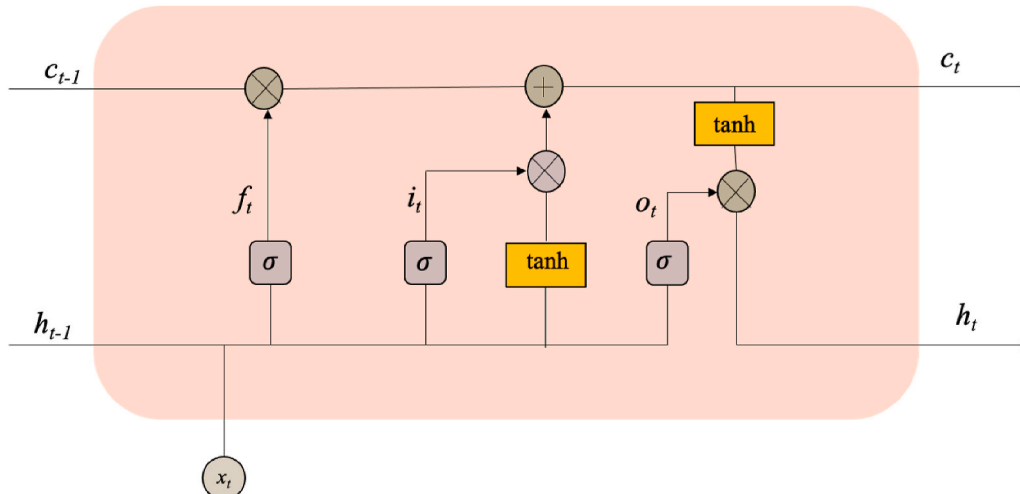 c_{t-1}
c_t
tanh
f_t
i_t
o_t
σ
σ
tanh
σ
h_{t-1}
h_t
x_t